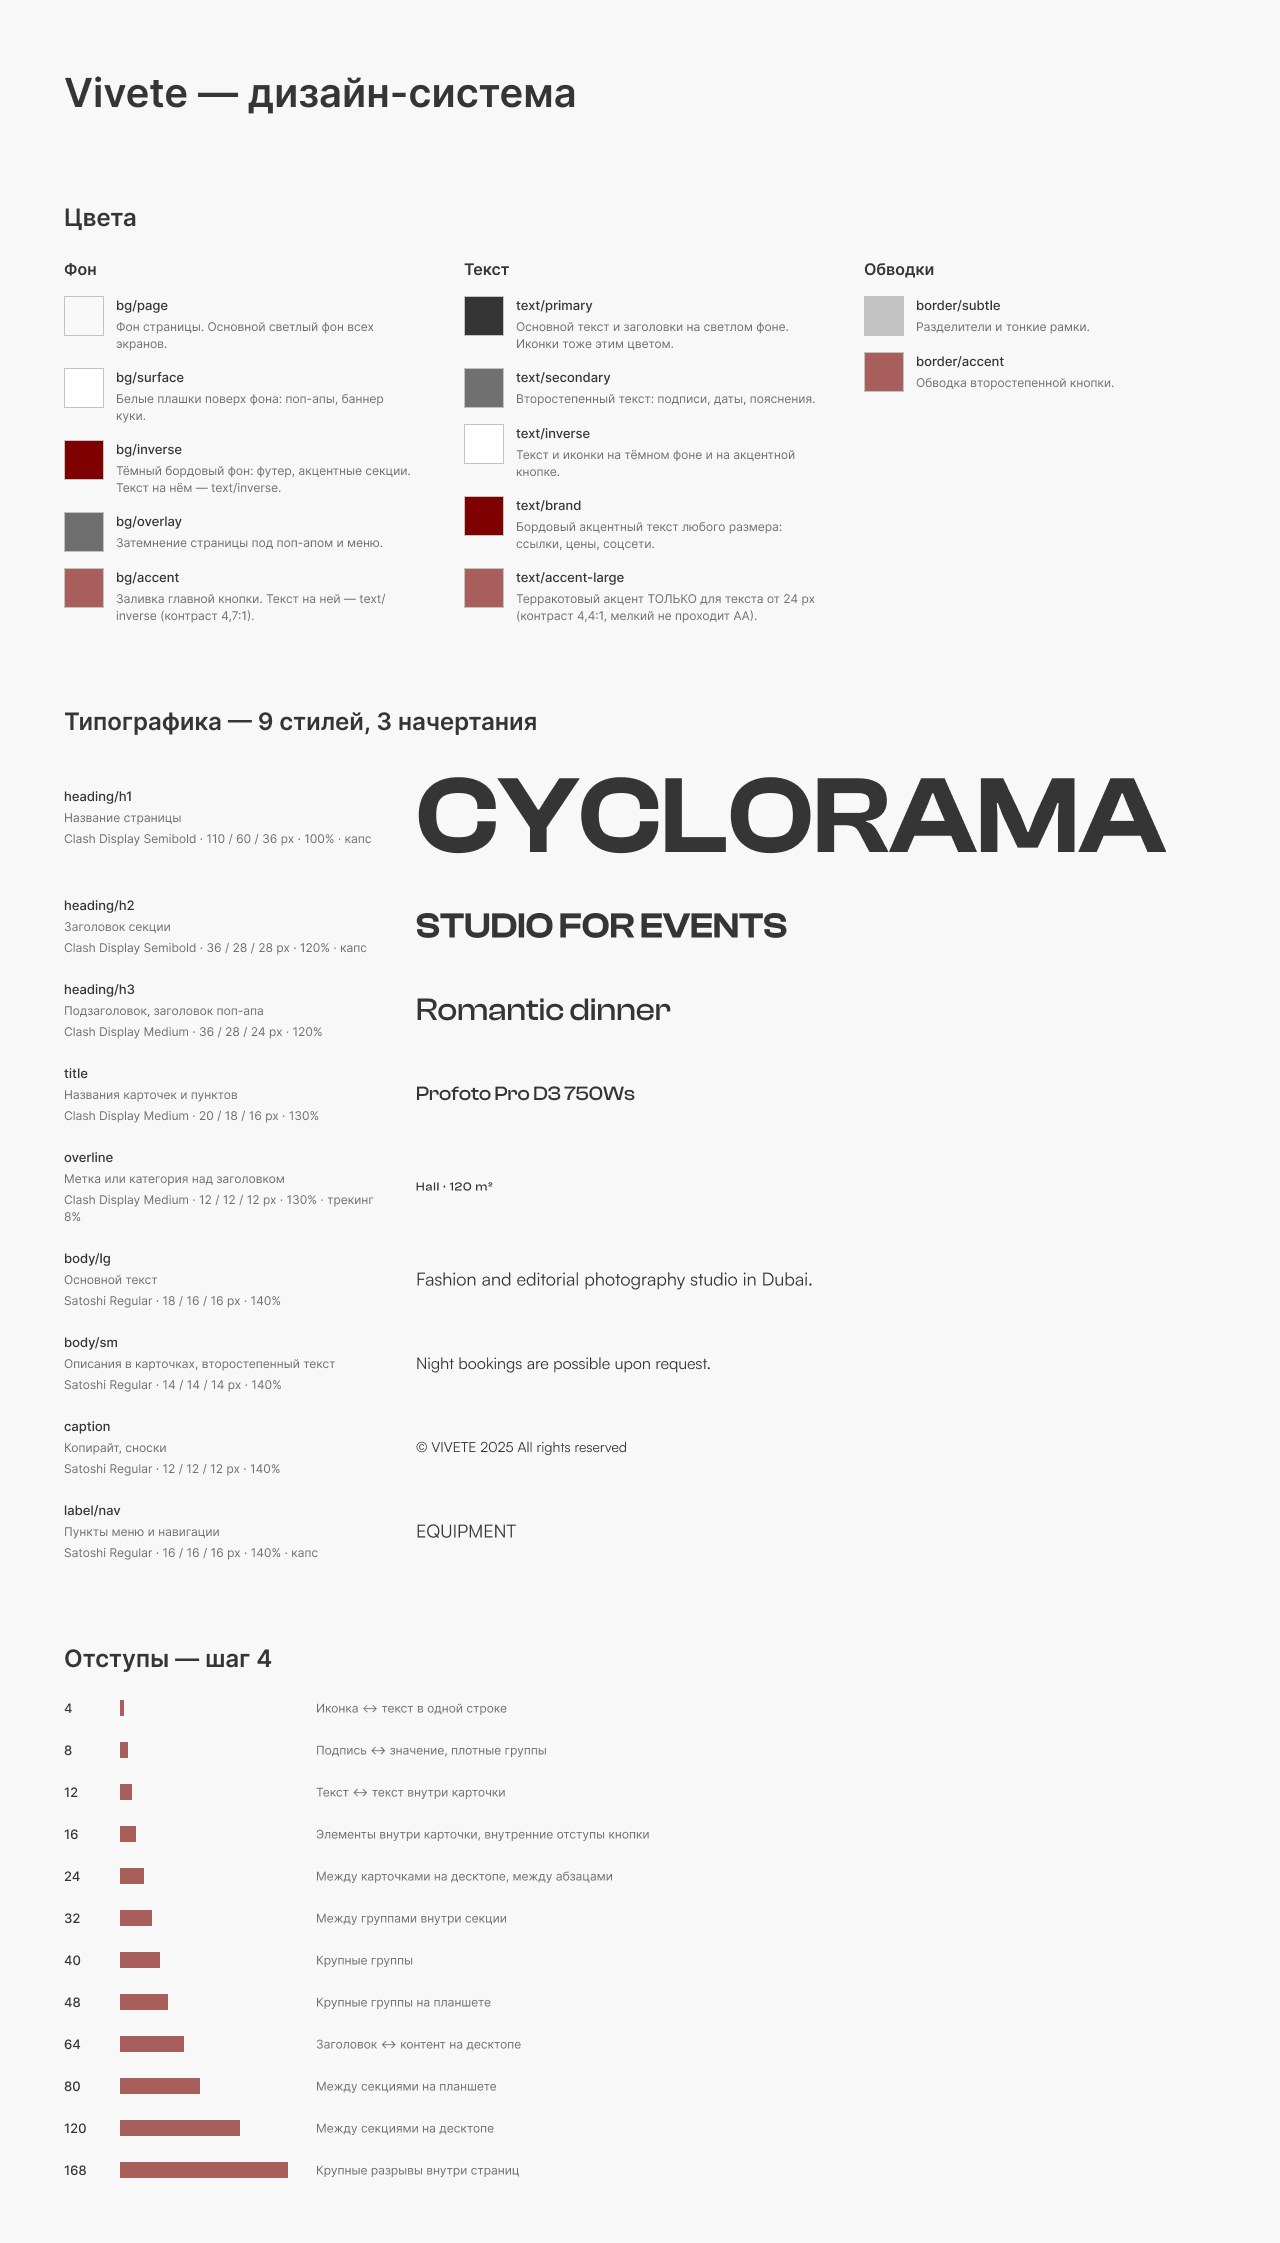 Vivete — дизайн-система
Цвета
Фон
bg/page
Фон страницы. Основной светлый фон всех
экранов.
bg/surface
Белые плашки поверх фона: поп-апы, баннер
куки.
bg/inverse
Тёмный бордовый фон: футер, акцентные секции.
Текст на нём — text/inverse.
bg/overlay
Затемнение страницы под поп-апом и меню.
bg/accent
Заливка главной кнопки. Текст на ней — text/
inverse (контраст 4,7:1).
Текст
text/primary
Основной текст и заголовки на светлом фоне.
Иконки тоже этим цветом.
text/secondary
Второстепенный текст: подписи, даты, пояснения.
text/inverse
Текст и иконки на тёмном фоне и на акцентной
кнопке.
text/brand
Бордовый акцентный текст любого размера:
ссылки, цены, соцсети.
text/accent-large
Терракотовый акцент ТОЛЬКО для текста от 24 px
(контраст 4,4:1, мелкий не проходит AA).
Обводки
border/subtle
Разделители и тонкие рамки.
border/accent
Обводка второстепенной кнопки.
Типографика — 9 стилей, 3 начертания
heading/h1
Название страницы
Clash Display Semibold · 110 / 60 / 36 px · 100% · капс
CYCLORAMA
heading/h2
Заголовок секции
Clash Display Semibold · 36 / 28 / 28 px · 120% · капс
STUDIO FOR EVENTS
heading/h3
Подзаголовок, заголовок поп-апа
Clash Display Medium · 36 / 28 / 24 px · 120%
Romantic dinner
title
Названия карточек и пунктов
Clash Display Medium · 20 / 18 / 16 px · 130%
Profoto Pro D3 750Ws
overline
Метка или категория над заголовком
Clash Display Medium · 12 / 12 / 12 px · 130% · трекинг
8%
Hall · 120 m²
body/lg
Основной текст
Satoshi Regular · 18 / 16 / 16 px · 140%
Fashion and editorial photography studio in Dubai.
body/sm
Описания в карточках, второстепенный текст
Satoshi Regular · 14 / 14 / 14 px · 140%
Night bookings are possible upon request.
caption
Копирайт, сноски
Satoshi Regular · 12 / 12 / 12 px · 140%
© VIVETE 2025 All rights reserved
label/nav
Пункты меню и навигации
Satoshi Regular · 16 / 16 / 16 px · 140% · капс
EQUIPMENT
Отступы — шаг 4
4 Иконка ↔ текст в одной строке
8 Подпись ↔ значение, плотные группы
12 Текст ↔ текст внутри карточки
16 Элементы внутри карточки, внутренние отступы кнопки
24 Между карточками на десктопе, между абзацами
32 Между группами внутри секции
40 Крупные группы
48 Крупные группы на планшете
64 Заголовок ↔ контент на десктопе
80 Между секциями на планшете
120 Между секциями на десктопе
168 Крупные разрывы внутри страниц